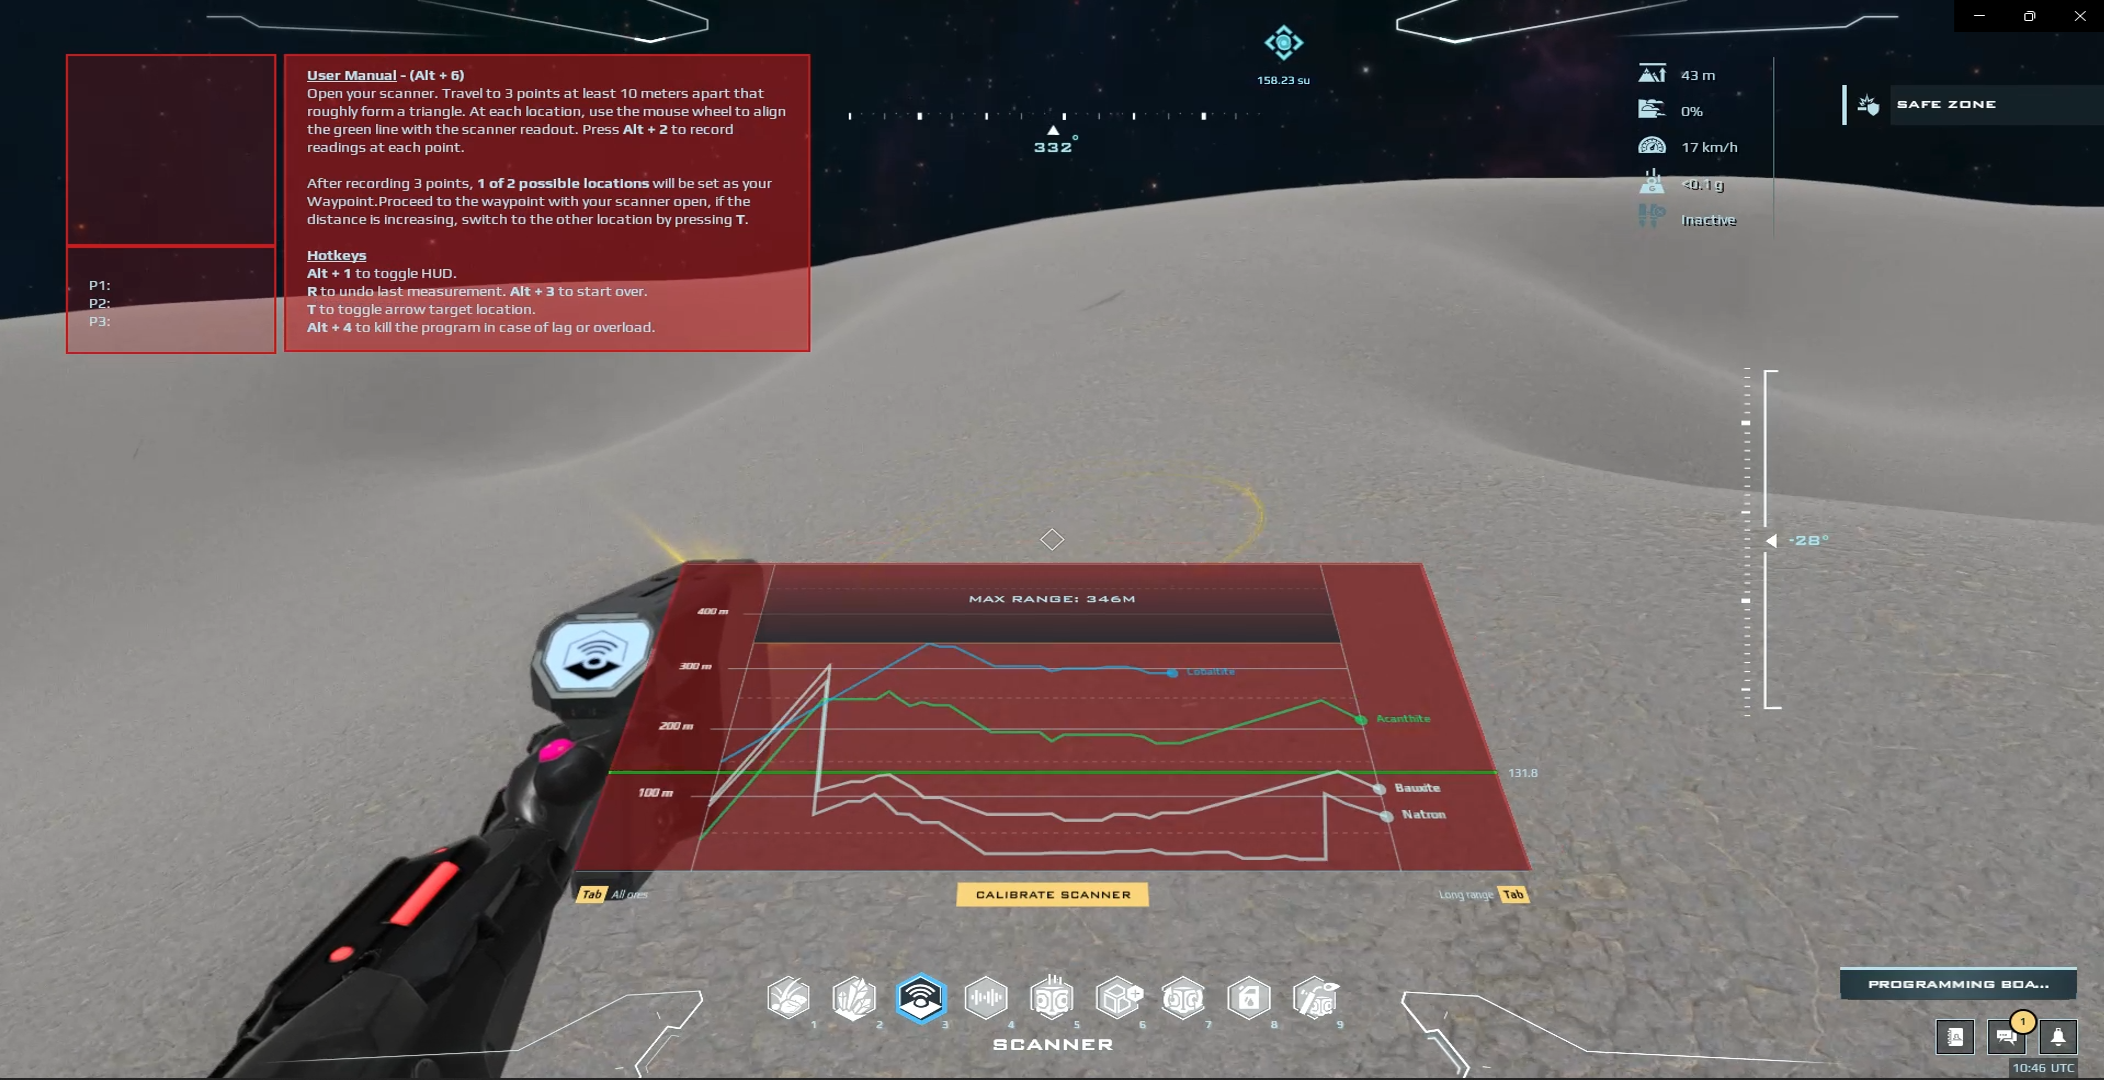 158.23 su
332°
User Manual - (Alt + 6)
Open your scanner. Travel to 3 points at least 10 meters apart that
roughly form a triangle. At each location, use the mouse wheel to align
the green line with the scanner readout. Press Alt + 2 to record
readings at each point.
After recording 3 points, 1 of 2 possible locations will be set as your
Waypoint.Proceed to the waypoint with your scanner open, if the
distance is increasing, switch to the other location by pressing T.
Hotkeys
Alt + 1 to toggle HUD.
R to undo last measurement. Alt + 3 to start over.
T to toggle arrow target location.
Alt + 4 to kill the program in case of lag or overload.
P1:
P2:
P3:
43 m
0%
17 km/h
<0.1 g
Inactive
SAFE ZONE
-28°
MAX RANGE: 346M
400 m
300 m
200 m
100 m
Cobaltite
Acanthite
131.8
Bauxite
Natron
Tab All ores
CALIBRATE SCANNER
Long range Tab
1 2 3 4 5 6 7 8 9
SCANNER
PROGRAMMING BOA...
1
10:46 UTC